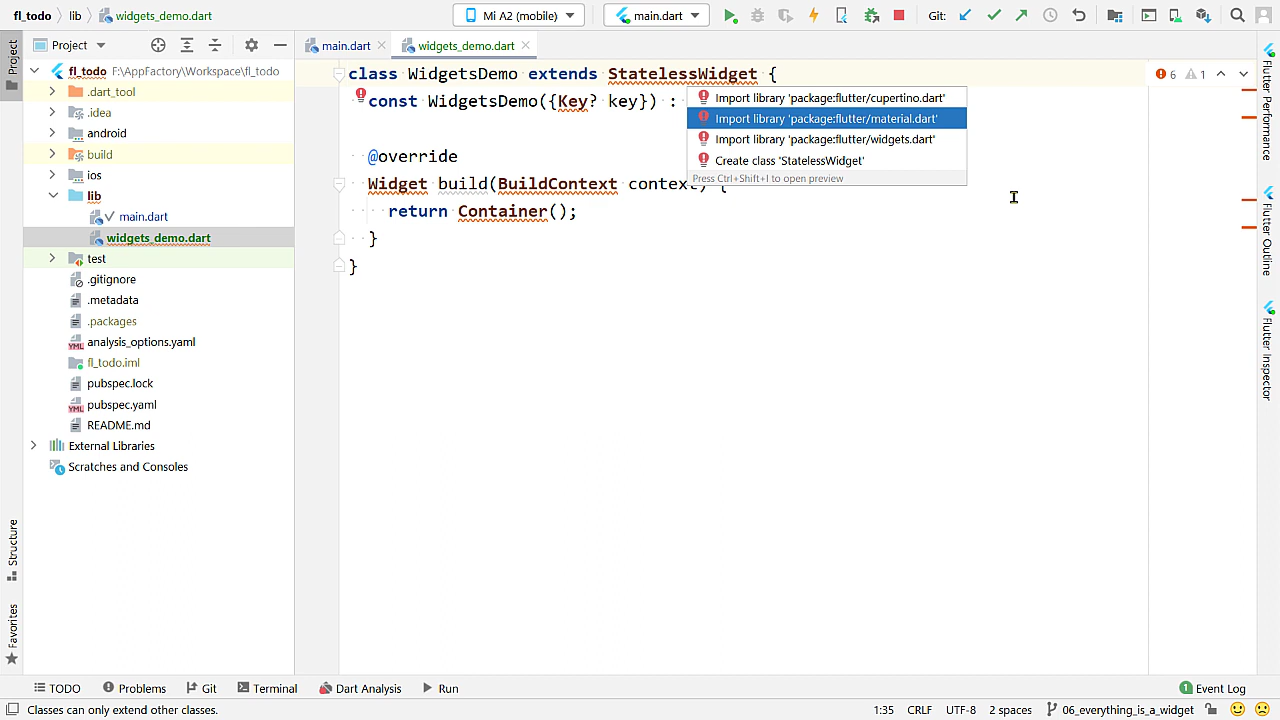 fl_todo lib widgets_demo.dart
Mi A2 (mobile)
main.dart
Git:
Project
main.dart
widgets_demo.dart
Project
fl_todo F:\AppFactory\Workspace\fl_todo
.dart_tool
.idea
android
build
ios
lib
main.dart
widgets_demo.dart
test
.gitignore
.metadata
.packages
analysis_options.yaml
fl_todo.iml
pubspec.lock
pubspec.yaml
README.md
External Libraries
Scratches and Consoles
Structure
Favorites
class WidgetsDemo extends StatelessWidget {
const WidgetsDemo({Key? key}) :
@override
Widget build(BuildContext context) {
return Container();
}
}
Import library 'package:flutter/cupertino.dart'
Import library 'package:flutter/material.dart'
Import library 'package:flutter/widgets.dart'
Create class 'StatelessWidget'
Press Ctrl+Shift+I to open preview
6 1
Flutter Performance
Flutter Outline
Flutter Inspector
TODO
Problems
Git
Terminal
Dart Analysis
Run
1 Event Log
Classes can only extend other classes.
1:35 CRLF UTF-8 2 spaces 06_everything_is_a_widget